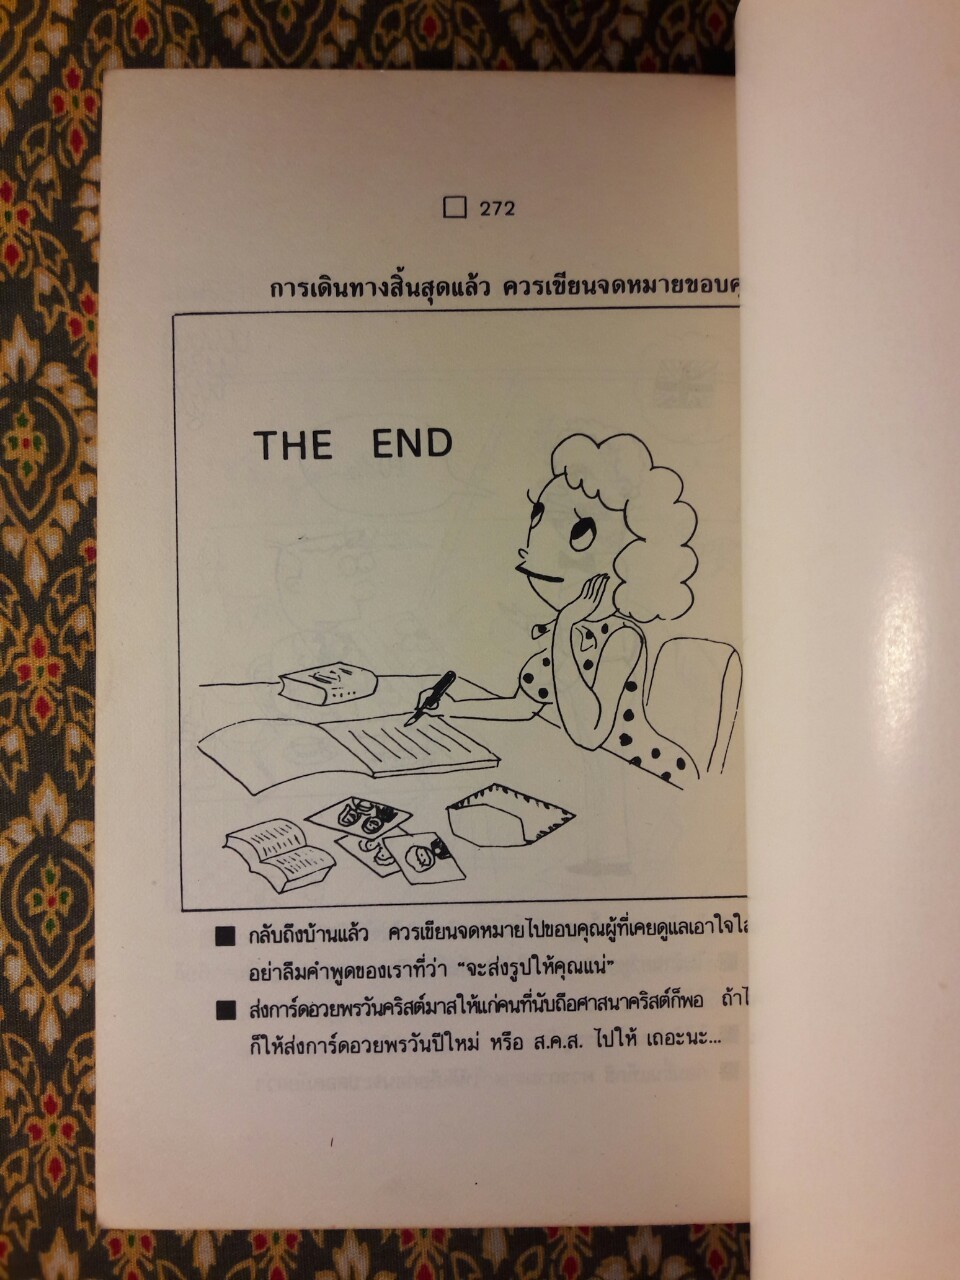 272
การเดินทางสิ้นสุดแล้ว ควรเขียนจดหมายขอบคุ
THE END
กลับถึงบ้านแล้ว ควรเขียนจดหมายไปขอบคุณผู้ที่เคยดูแลเอาใจใส่
อย่าลืมคำพูดของเราที่ว่า “จะส่งรูปให้คุณแน่”
ส่งการ์ดอวยพรวันคริสต์มาสให้แก่คนที่นับถือศาสนาคริสต์ก็พอ ถ้าไ
ก็ให้ส่งการ์ดอวยพรวันปีใหม่ หรือ ส.ค.ส. ไปให้ เถอะนะ...